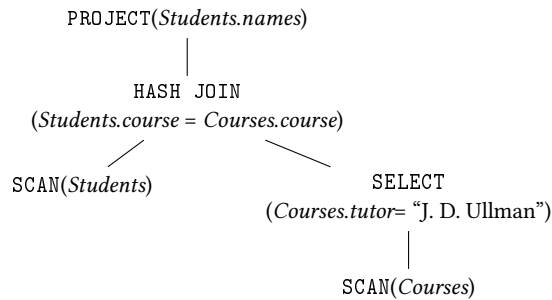 PROJECT(Students.names)
HASH JOIN
(Students.course = Courses.course)
SCAN(Students)
SELECT
(Courses.tutor= “J. D. Ullman”)
SCAN(Courses)